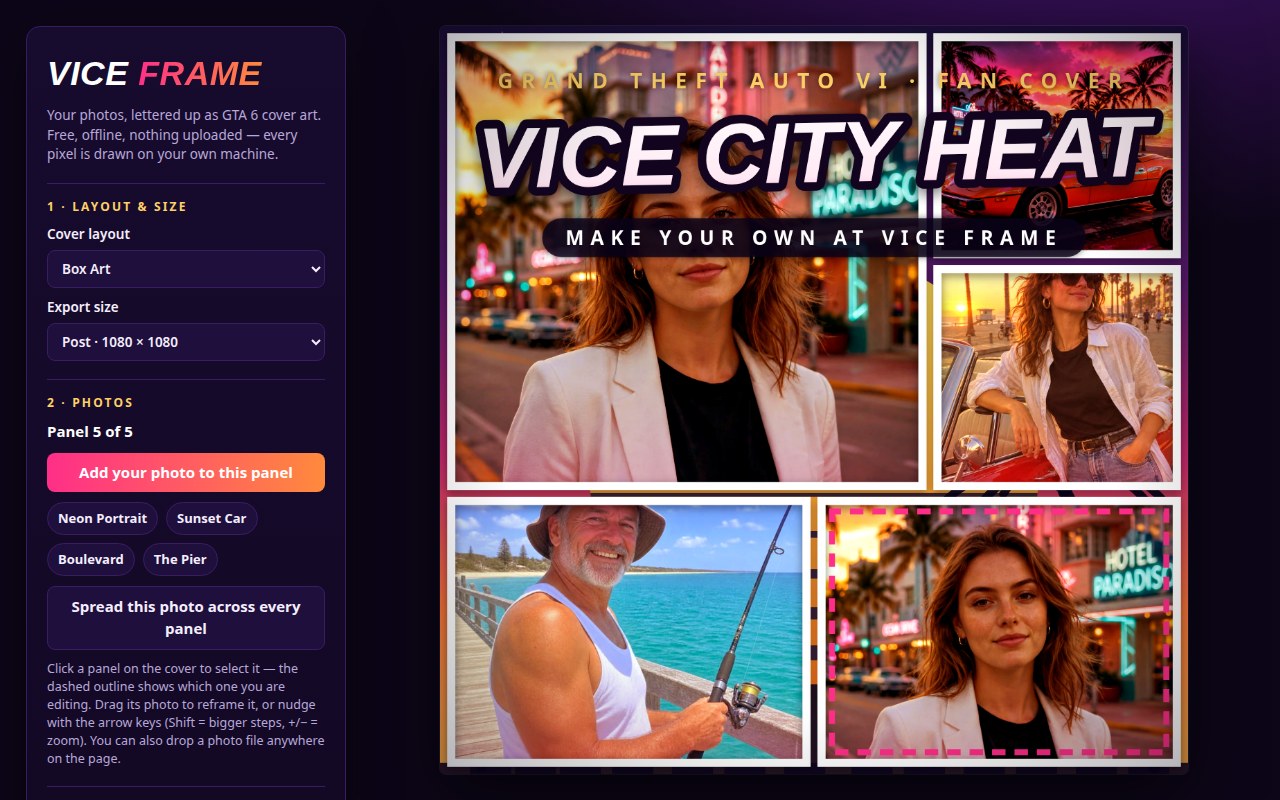 VICE FRAME
Your photos, lettered up as GTA 6 cover art.
Free, offline, nothing uploaded — every
pixel is drawn on your own machine.
1 · LAYOUT & SIZE
Cover layout
Box Art
Export size
Post · 1080 × 1080
2 · PHOTOS
Panel 5 of 5
Add your photo to this panel
Neon Portrait
Sunset Car
Boulevard
The Pier
Spread this photo across every
panel
Click a panel on the cover to select it — the
dashed outline shows which one you are
editing. Drag its photo to reframe it, or nudge
with the arrow keys (Shift = bigger steps, +/− =
zoom). You can also drop a photo file anywhere
on the page.
GRAND THEFT AUTO VI · FAN COVER
VICE CITY HEAT
MAKE YOUR OWN AT VICE FRAME
PARADISO
HOTEL
PARADISO